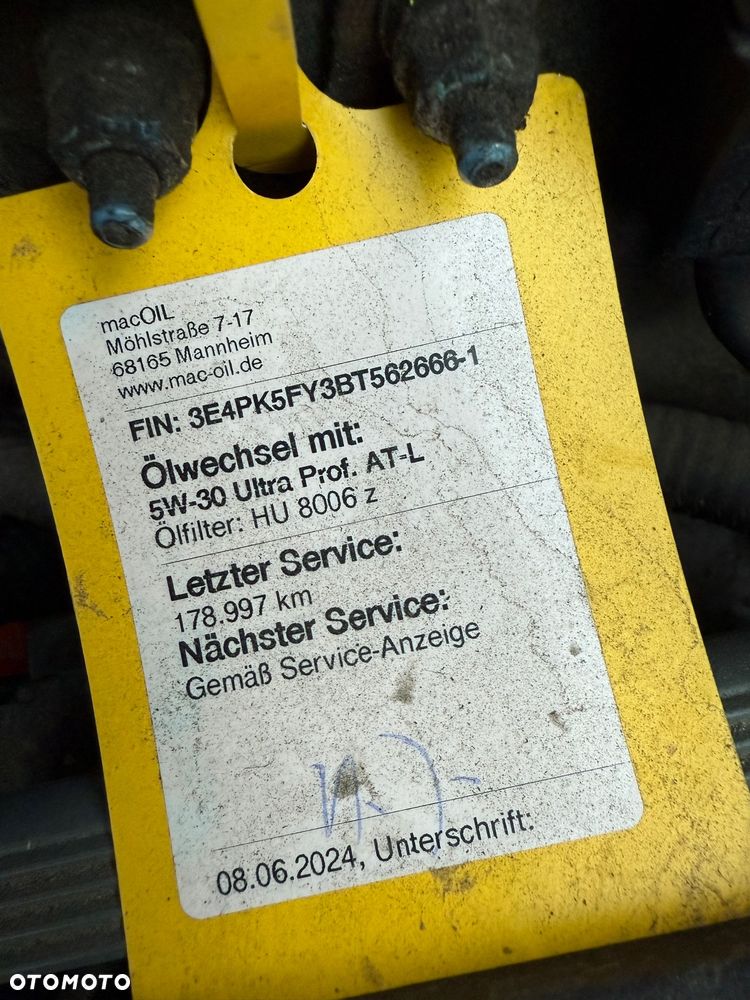 macOIL
Möhlstraße 7-17
68165 Mannheim
www.mac-oil.de
FIN: 3E4PK5FY3BT562666-1
Ölwechsel mit:
5W-30 Ultra Prof. AT-L
Ölfilter: HU 8006 z
Letzter Service:
178.997 km
Nächster Service:
Gemäß Service-Anzeige
08.06.2024, Unterschrift:
OTOMOTO